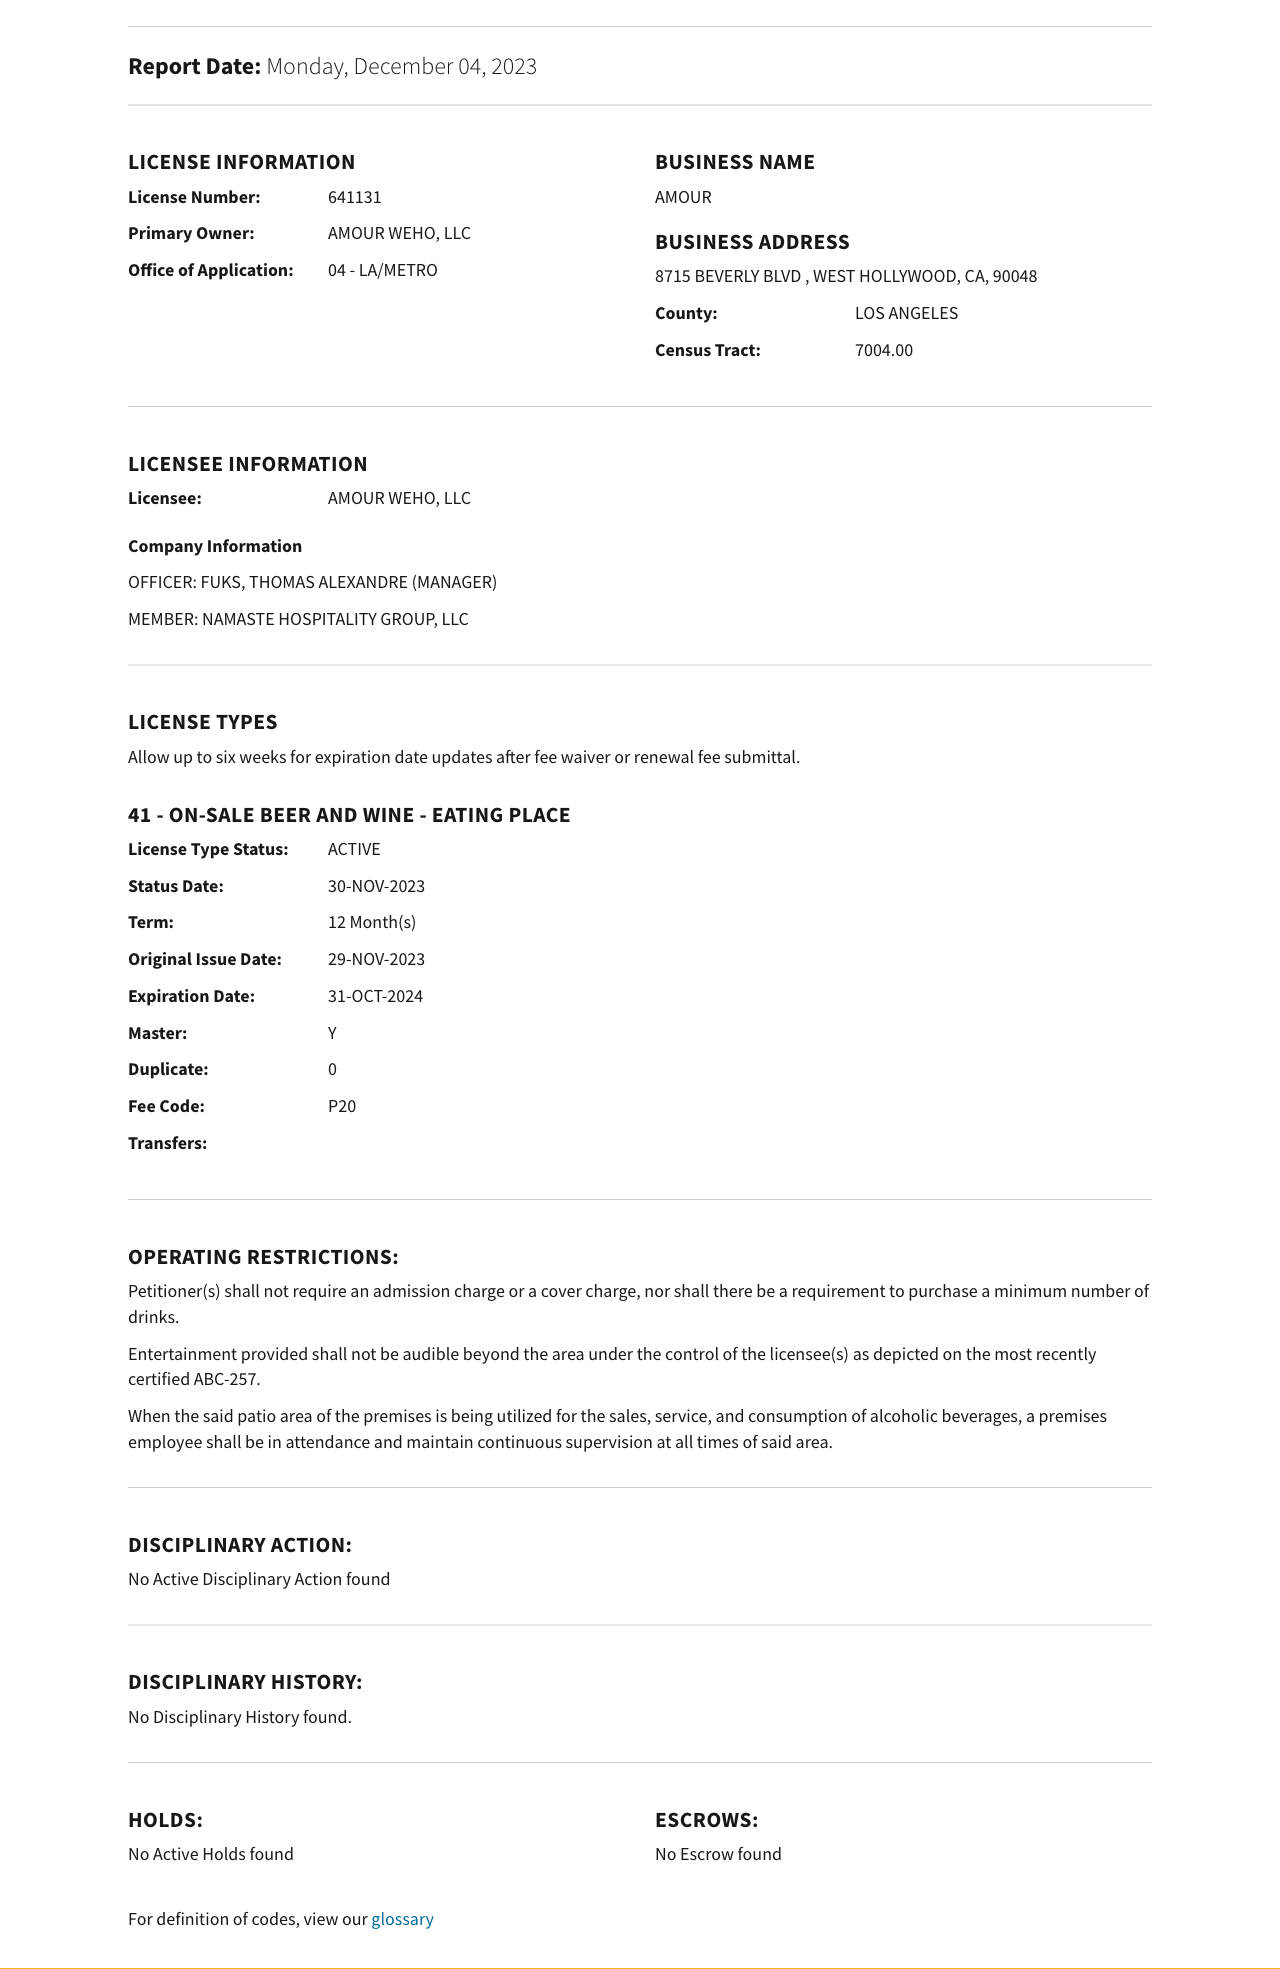 Report Date: Monday, December 04, 2023
LICENSE INFORMATION
License Number: 641131
Primary Owner: AMOUR WEHO, LLC
Office of Application: 04 - LA/METRO
BUSINESS NAME
AMOUR
BUSINESS ADDRESS
8715 BEVERLY BLVD , WEST HOLLYWOOD, CA, 90048
County: LOS ANGELES
Census Tract: 7004.00
LICENSEE INFORMATION
Licensee: AMOUR WEHO, LLC
Company Information
OFFICER: FUKS, THOMAS ALEXANDRE (MANAGER)
MEMBER: NAMASTE HOSPITALITY GROUP, LLC
LICENSE TYPES
Allow up to six weeks for expiration date updates after fee waiver or renewal fee submittal.
41 - ON-SALE BEER AND WINE - EATING PLACE
License Type Status: ACTIVE
Status Date: 30-NOV-2023
Term: 12 Month(s)
Original Issue Date: 29-NOV-2023
Expiration Date: 31-OCT-2024
Master: Y
Duplicate: 0
Fee Code: P20
Transfers:
OPERATING RESTRICTIONS:
Petitioner(s) shall not require an admission charge or a cover charge, nor shall there be a requirement to purchase a minimum number of
drinks.
Entertainment provided shall not be audible beyond the area under the control of the licensee(s) as depicted on the most recently
certified ABC-257.
When the said patio area of the premises is being utilized for the sales, service, and consumption of alcoholic beverages, a premises
employee shall be in attendance and maintain continuous supervision at all times of said area.
DISCIPLINARY ACTION:
No Active Disciplinary Action found
DISCIPLINARY HISTORY:
No Disciplinary History found.
HOLDS:
No Active Holds found
ESCROWS:
No Escrow found
For definition of codes, view our glossary